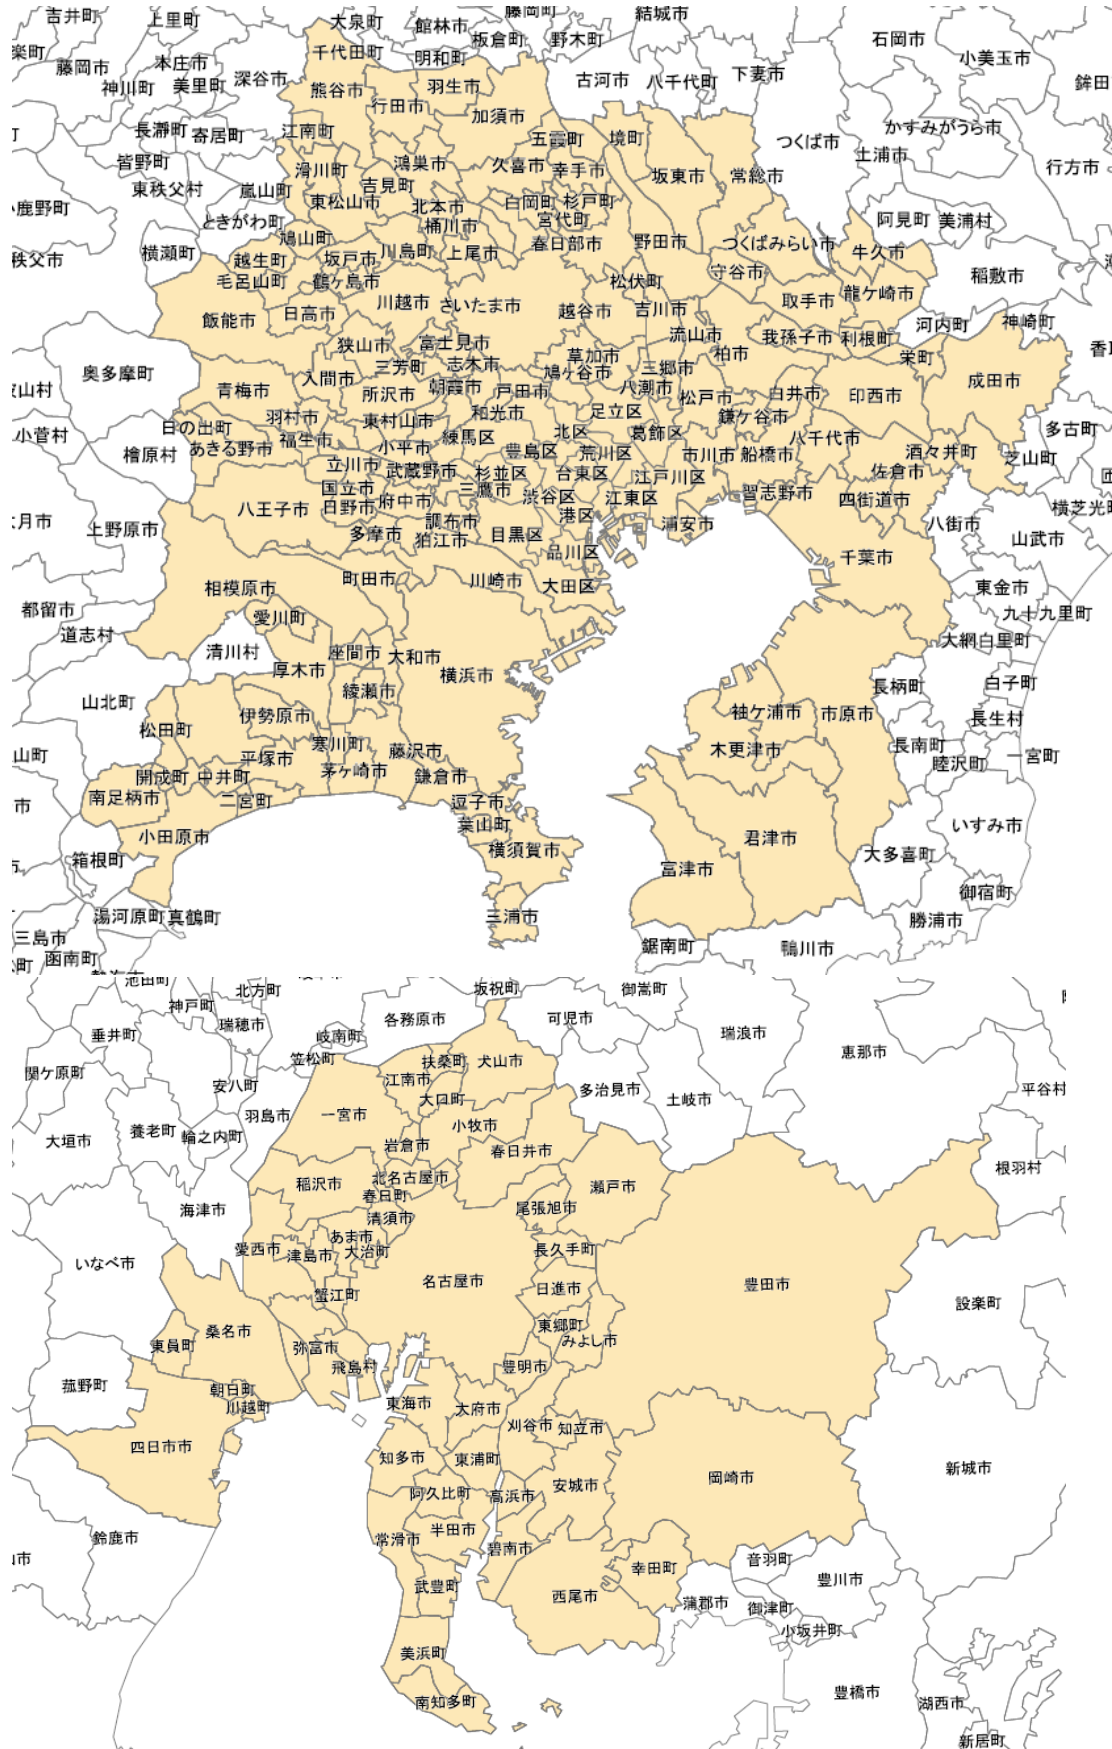 吉井町
上里町
大泉町
館林市
藤岡町
結城市
楽町
藤岡市
本庄市
千代田町
明和町
板倉町
野木町
石岡市
小美玉市
神川町
美里町
深谷市
熊谷市
羽生市
古河市
八千代町
下妻市
鉾田
行田市
加須市
町
長瀞町
寄居町
江南町
五霞町
境町
つくば市
かすみがうら市
土浦市
皆野町
滑川町
鴻巣市
久喜市
幸手市
坂東市
常総市
行方市
東秩父村
嵐山町
吉見町
東松山市
北本市
白岡町
杉戸町
小鹿野町
ときがわ町
桶川市
宮代町
阿見町
美浦村
横瀬町
鳩山町
春日部市
野田市
つくばみらい市
牛久市
秩父市
越生町
坂戸市
川島町
上尾市
守谷市
稲敷市
毛呂山町
鶴ヶ島市
松伏町
龍ケ崎市
飯能市
日高市
川越市
さいたま市
越谷市
吉川市
取手市
河内町
神崎町
狭山市
富士見市
流山市
我孫子市
利根町
香取
奥多摩町
三芳町
志木市
草加市
柏市
栄町
入間市
朝霞市
戸田市
鳩ヶ谷市
三郷市
成田市
山村
青梅市
所沢市
八潮市
松戸市
白井市
印西市
羽村市
東村山市
和光市
足立区
鎌ケ谷市
小菅村
日の出町
あきる野市
福生市
小平市
練馬区
北区
葛飾区
八千代市
多古町
檜原村
豊島区
荒川区
市川市
船橋市
酒々井町
芝山町
立川市
武蔵野市
杉並区
台東区
江戸川区
佐倉市
国立市
三鷹市
渋谷区
江東区
習志野市
四街道市
横芝光町
月市
上野原市
八王子市
日野市
府中市
調布市
港区
浦安市
八街市
山武市
多摩市
狛江市
目黒区
品川区
千葉市
相模原市
町田市
川崎市
大田区
東金市
都留市
愛川町
九十九里町
道志村
清川村
座間市
大和市
大網白里町
厚木市
横浜市
長柄町
白子町
綾瀬市
山北町
伊勢原市
袖ケ浦市
市原市
長生村
松田町
寒川町
藤沢市
木更津市
長南町
一宮町
山町
平塚市
睦沢町
開成町
中井町
茅ヶ崎市
鎌倉市
南足柄市
二宮町
逗子市
市
葉山町
いすみ市
小田原市
君津市
箱根町
横須賀市
大多喜町
富津市
御宿町
湯河原町
真鶴町
三浦市
勝浦市
三島市
鋸南町
鴨川市
町
函南町
熱海市
池田町
北方町
坂祝町
御嵩町
神戸町
瑞穂市
各務原市
可児市
瑞浪市
垂井町
岐南町
恵那市
笠松町
扶桑町
犬山市
関ケ原町
安八町
江南市
多治見市
平谷村
大口町
土岐市
羽島市
一宮市
小牧市
大垣市
養老町
輪之内町
岩倉市
春日井市
根羽村
稲沢市
北名古屋市
瀬戸市
春日町
海津市
清須市
尾張旭市
愛西市
あま市
いなべ市
津島市
大治町
長久手町
名古屋市
日進市
豊田市
蟹江町
設楽町
桑名市
東郷町
東員町
弥富市
みよし市
飛島村
豊明市
菰野町
朝日町
東海市
大府市
川越町
刈谷市
知立市
四日市市
知多市
東浦町
新城市
岡崎市
阿久比町
高浜市
安城市
鈴鹿市
常滑市
半田市
碧南市
山市
音羽町
武豊町
幸田町
豊川市
西尾市
蒲郡市
御津町
小坂井町
美浜町
豊橋市
湖西市
南知多町
新居町